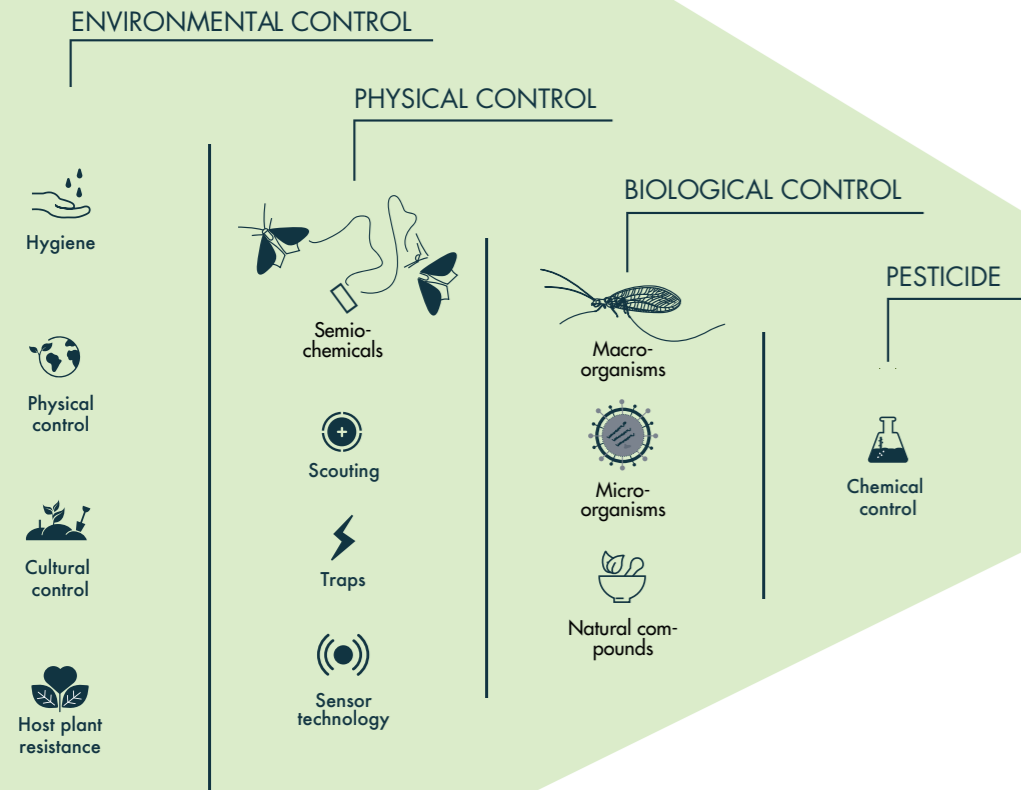 ENVIRONMENTAL CONTROL
Hygiene
Physical
control
Cultural
control
Host plant
resistance
PHYSICAL CONTROL
Semio-
chemicals
Scouting
Traps
Sensor
technology
BIOLOGICAL CONTROL
Macro-
organisms
Micro-
organisms
Natural com-
pounds
PESTICIDE
Chemical
control